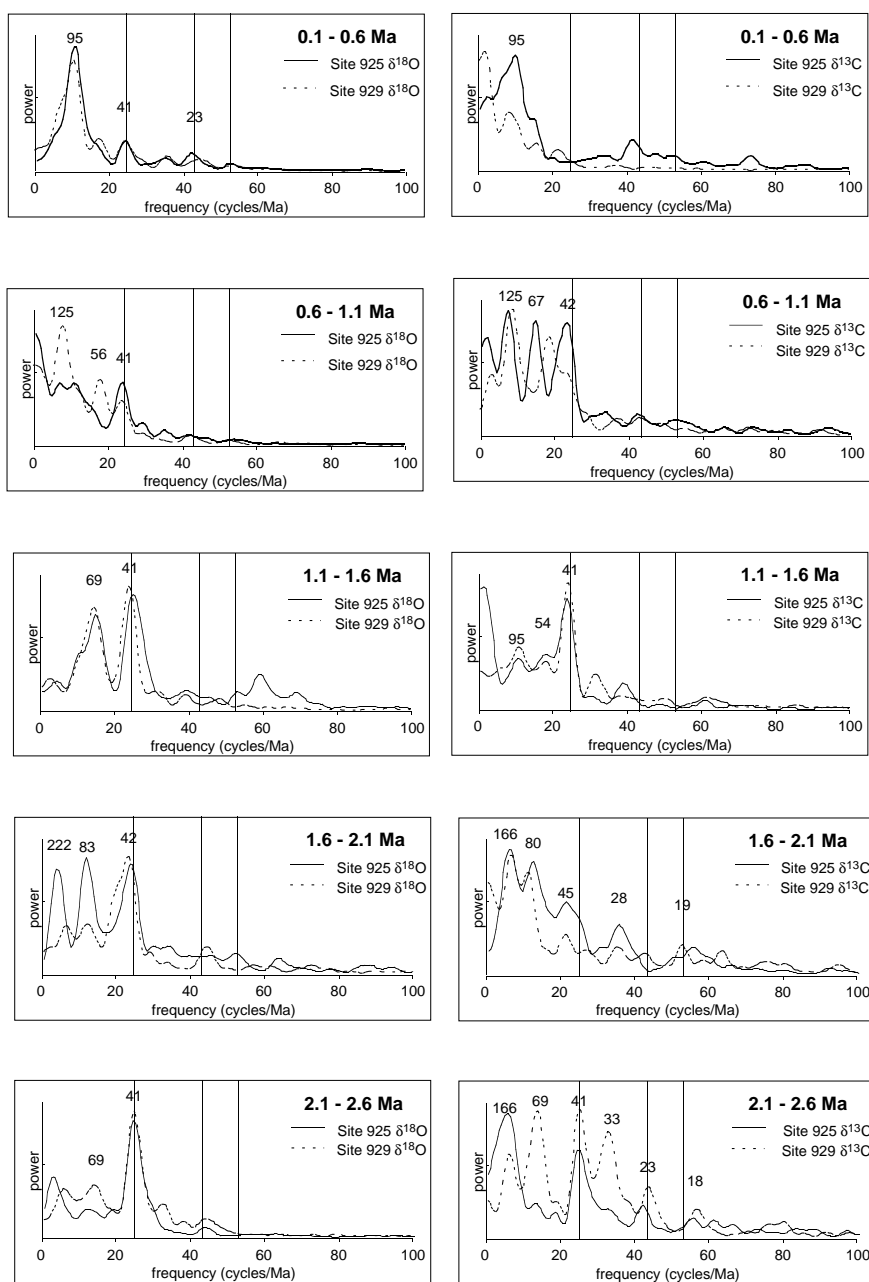 0.1 - 0.6 Ma
Site 925 δ18O
Site 929 δ18O
95
41
23
power
0 20 40 60 80 100
frequency (cycles/Ma)
0.1 - 0.6 Ma
Site 925 δ13C
Site 929 δ13C
95
power
0 20 40 60 80 100
frequency (cycles/Ma)
0.6 - 1.1 Ma
Site 925 δ18O
Site 929 δ18O
125
56
41
power
0 20 40 60 80 100
frequency (cycles/Ma)
0.6 - 1.1 Ma
Site 925 δ13C
Site 929 δ13C
125 67 42
power
0 20 40 60 80 100
frequency (cycles/Ma)
1.1 - 1.6 Ma
Site 925 δ18O
Site 929 δ18O
69
41
power
0 20 40 60 80 100
frequency (cycles/Ma)
1.1 - 1.6 Ma
Site 925 δ13C
Site 929 δ13C
95
54
41
power
0 20 40 60 80 100
frequency (cycles/Ma)
1.6 - 2.1 Ma
Site 925 δ18O
Site 929 δ18O
222 83 42
power
0 20 40 60 80 100
frequency (cycles/Ma)
1.6 - 2.1 Ma
Site 925 δ13C
Site 929 δ13C
166
80
45
28
19
power
0 20 40 60 80 100
frequency (cycles/Ma)
2.1 - 2.6 Ma
Site 925 δ18O
Site 929 δ18O
69
41
power
0 20 40 60 80 100
frequency (cycles/Ma)
2.1 - 2.6 Ma
Site 925 δ13C
Site 929 δ13C
166
69
41
33
23
18
power
0 20 40 60 80 100
frequency (cycles/Ma)